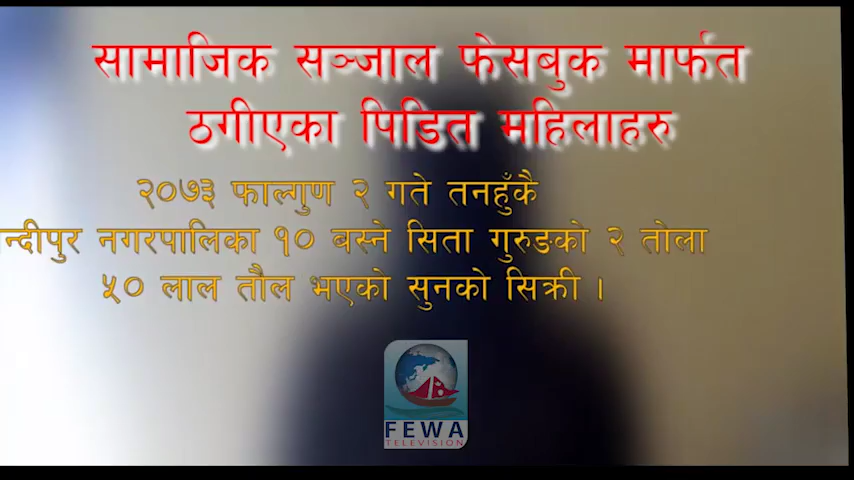 सामाजिक सञ्जाल फेसबुक मार्फत
ठगीएका पिडित महिलाहरु
२०७३ फाल्गुण २ गते तनहुँकै
न्दीपुर नगरपालिका १० बस्ने सिता गुरुङको २ तोला
५० लाल तौल भएको सुनको सिक्री ।
FEWA
TELEVISION